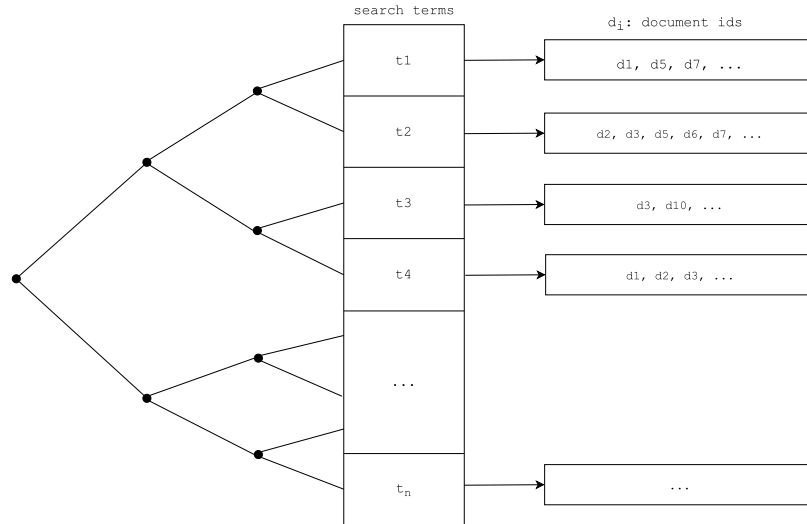 search terms
d_i: document ids
t1
d1, d5, d7, ...
t2
d2, d3, d5, d6, d7, ...
t3
d3, d10, ...
t4
d1, d2, d3, ...
...
t_n
...